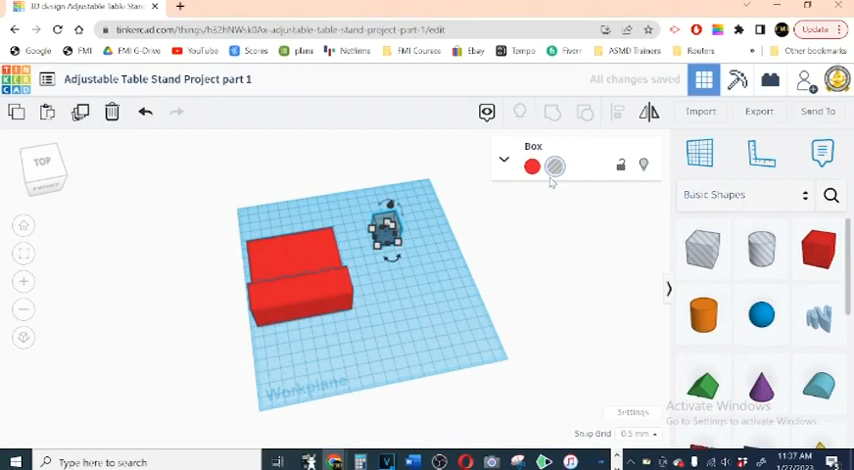 3D design Adjustable Table Stand
Update
tinkercad.com/things/h32hNWsk0Ax-adjustable-table-stand-project-part-1/edit
Google
FMI
FMI G-Drive
YouTube
Scores
plans
Netfirms
FMI Courses
Ebay
Tempo
Fiverr
ASMD Trainers
Routers
Other bookmarks
TIN
KER
CAD
Adjustable Table Stand Project part 1
All changes saved
Import
Export
Send To
TOP
FRONT
Box
Basic Shapes
Workplane
Settings
Snap Grid 0.5 mm
Activate Windows
Go to Settings to activate Windows.
Type here to search
11:37 AM
1/27/2023